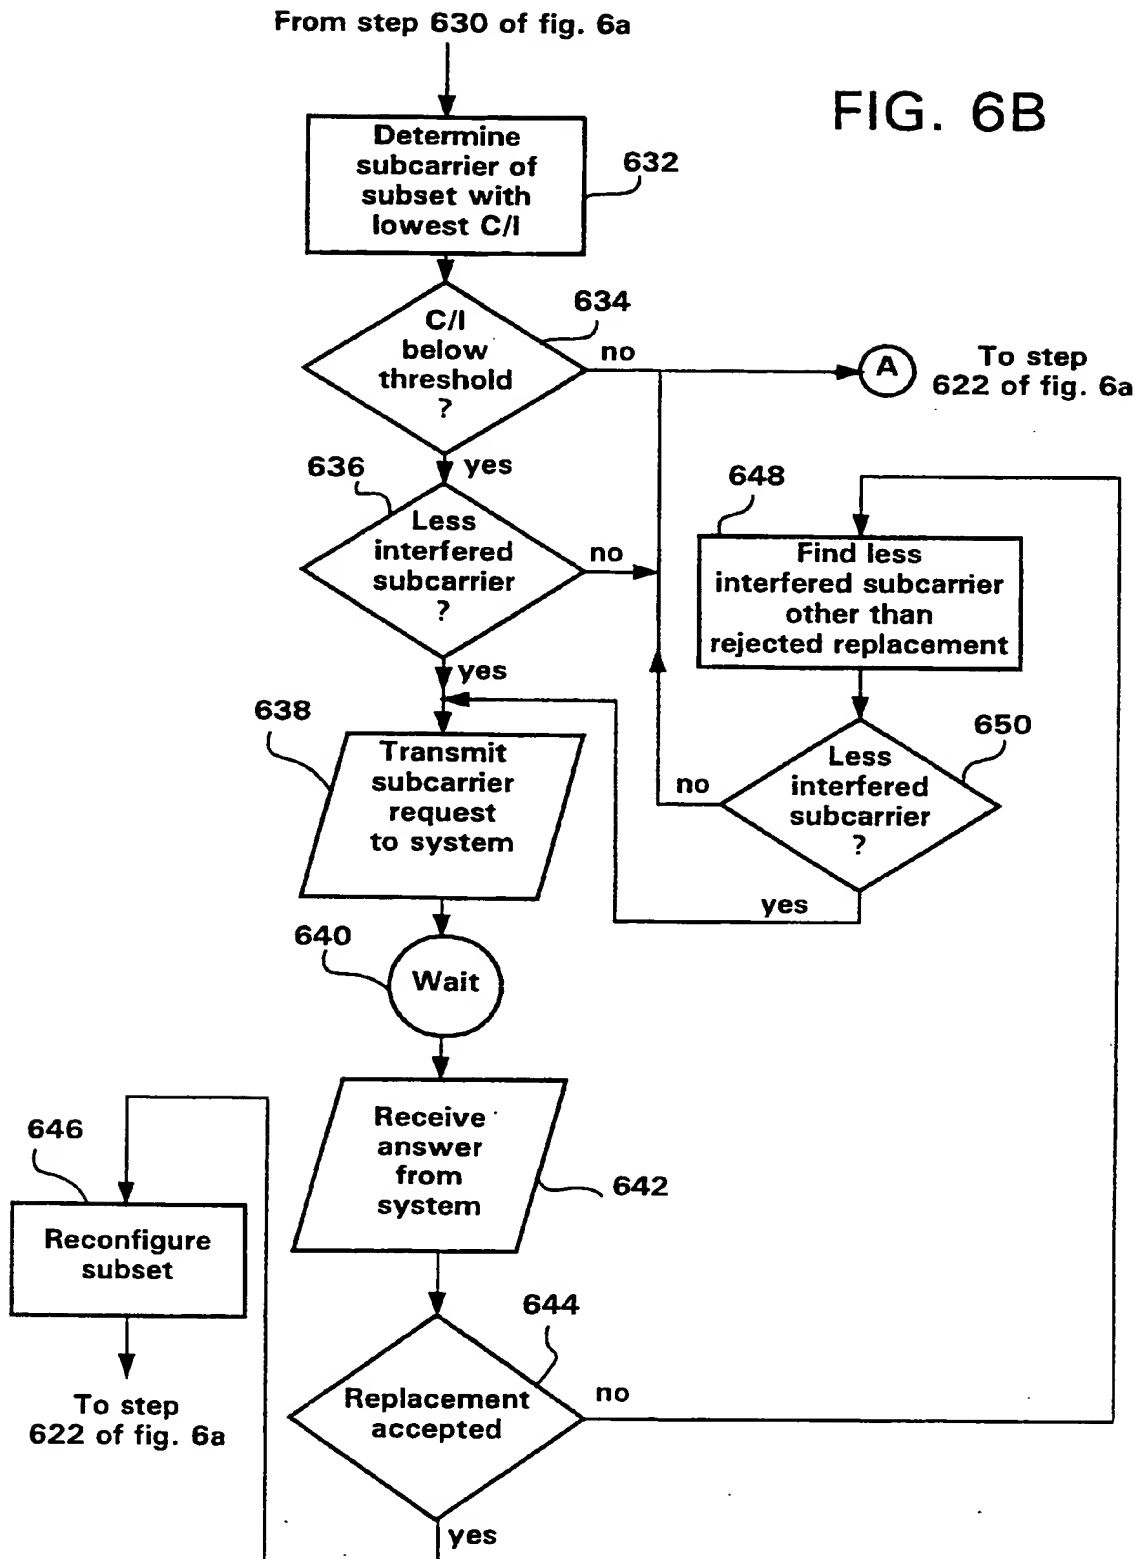 From step 630 of fig. 6a
FIG. 6B
Determine
subcarrier of
subset with
lowest C/I
632
C/I
below
threshold
?
634
no
A
To step
622 of fig. 6a
yes
636
Less
interfered
subcarrier
?
no
648
Find less
interfered subcarrier
other than
rejected replacement
yes
638
Transmit
subcarrier
request
to system
650
Less
interfered
subcarrier
?
no
yes
640
Wait
Receive
answer
from
system
642
646
Reconfigure
subset
To step
622 of fig. 6a
644
Replacement
accepted
no
yes